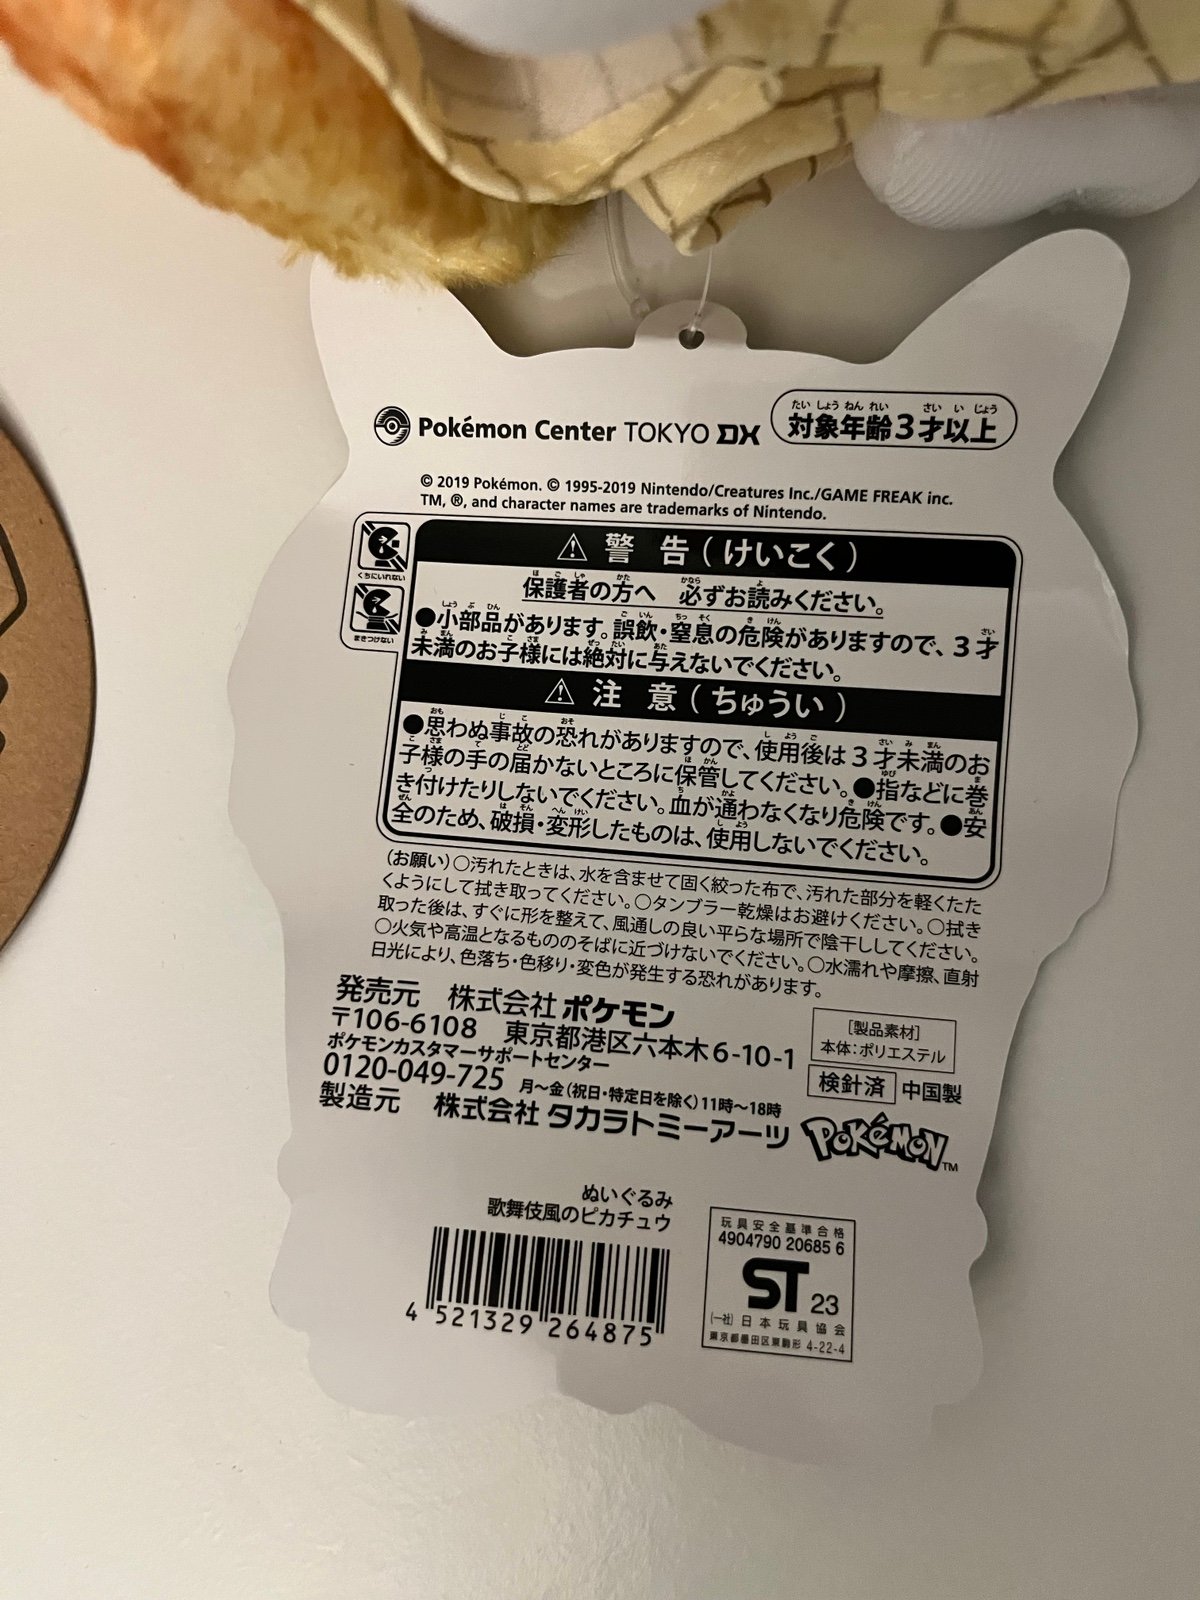 Pokémon Center TOKYO DX
対象年齢3才以上
© 2019 Pokémon. © 1995-2019 Nintendo/Creatures Inc./GAME FREAK inc.
TM, ®, and character names are trademarks of Nintendo.
くちにいれない
まきつけない
⚠ 警 告(けいこく)
保護者の方へ 必ずお読みください。
●小部品があります。誤飲・窒息の危険がありますので、3才
未満のお子様には絶対に与えないでください。
⚠ 注 意(ちゅうい)
●思わぬ事故の恐れがありますので、使用後は3才未満のお
子様の手の届かないところに保管してください。●指などに巻
き付けたりしないでください。血が通わなくなり危険です。●安
全のため、破損・変形したものは、使用しないでください。
(お願い)○汚れたときは、水を含ませて固く絞った布で、汚れた部分を軽くたた
くようにして拭き取ってください。○タンブラー乾燥はお避けください。○拭き
取った後は、すぐに形を整えて、風通しの良い平らな場所で陰干ししてください。
○火気や高温となるもののそばに近づけないでください。○水濡れや摩擦、直射
日光により、色落ち・色移り・変色が発生する恐れがあります。
発売元 株式会社 ポケモン
〒106-6108 東京都港区六本木6-10-1
ポケモンカスタマーサポートセンター
0120-049-725 月～金(祝日・特定日を除く)11時～18時
製造元 株式会社 タカラトミーアーツ
[製品素材]
本体:ポリエステル
検針済 中国製
POKéMON TM
ぬいぐるみ
歌舞伎風のピカチュウ
4 521329 264875
玩具安全基準合格
4904790 20685 6
ST 23
(一社)日本玩具協会
東京都墨田区東駒形 4-22-4